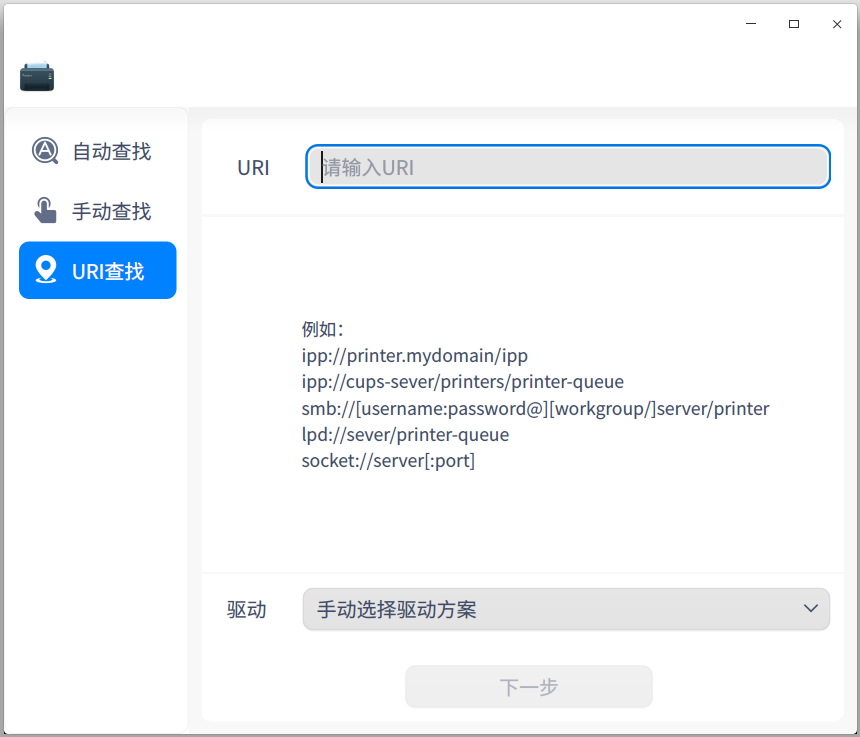 自动查找
手动查找
URI查找
URI
请输入URI
例如：
ipp://printer.mydomain/ipp
ipp://cups-sever/printers/printer-queue
smb://[username:password@][workgroup/]server/printer
lpd://sever/printer-queue
socket://server[:port]
驱动
手动选择驱动方案
下一步